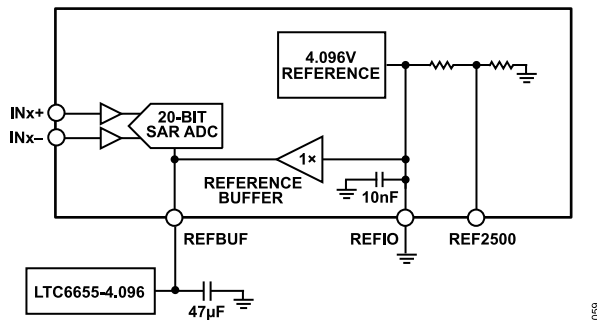 4.096V
REFERENCE
INx+
INx–
20-BIT
SAR ADC
1×
REFERENCE
BUFFER
10nF
REFBUF
REFIO
REF2500
LTC6655-4.096
47µF
059